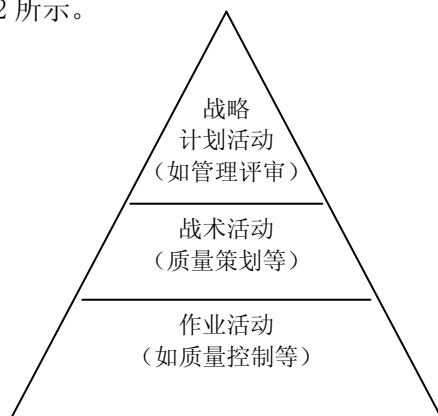 2 所示。
战略
计划活动
（如管理评审）
战术活动
（质量策划等）
作业活动
（如质量控制等）